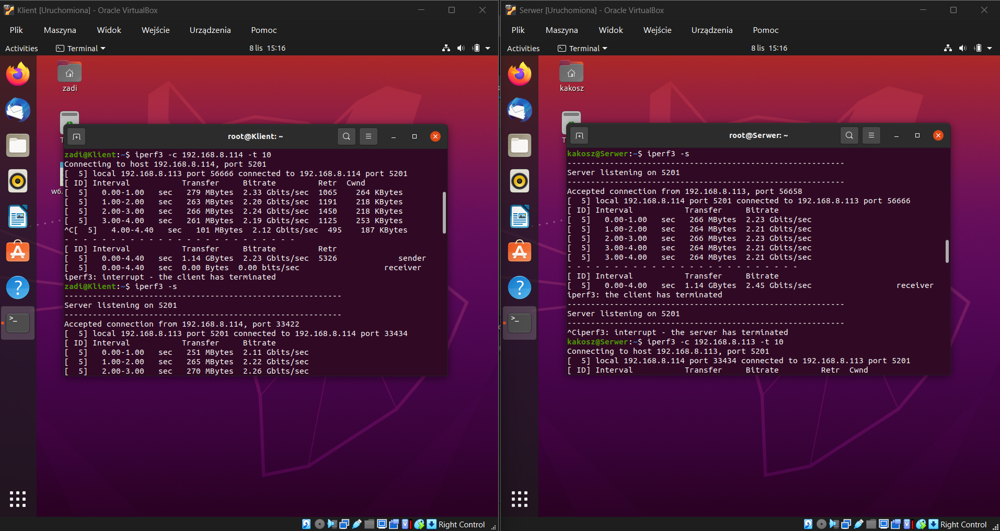 Klient [Uruchomiona] - Oracle VirtualBox
Plik Maszyna Widok Wejście Urządzenia Pomoc
Activities Terminal 8 lis 15:16
zadi
root@Klient: ~
zadi@Klient:~$ iperf3 -c 192.168.8.114 -t 10
Connecting to host 192.168.8.114, port 5201
[  5] local 192.168.8.113 port 56666 connected to 192.168.8.114 port 5201
[ ID] Interval           Transfer     Bitrate         Retr  Cwnd
[  5]   0.00-1.00   sec   279 MBytes  2.33 Gbits/sec  1065    264 KBytes
[  5]   1.00-2.00   sec   263 MBytes  2.20 Gbits/sec  1191    218 KBytes
[  5]   2.00-3.00   sec   266 MBytes  2.24 Gbits/sec  1450    218 KBytes
[  5]   3.00-4.00   sec   261 MBytes  2.19 Gbits/sec  1125    253 KBytes
^C[  5]   4.00-4.40   sec   101 MBytes  2.12 Gbits/sec  495    187 KBytes
- - - - - - - - - - - - - - - - - - - - - - - - -
[ ID] Interval           Transfer     Bitrate         Retr
[  5]   0.00-4.40   sec  1.14 GBytes  2.23 Gbits/sec  5326             sender
[  5]   0.00-4.40   sec  0.00 Bytes  0.00 bits/sec                  receiver
iperf3: interrupt - the client has terminated
zadi@Klient:~$ iperf3 -s
-----------------------------------------------------------
Server listening on 5201
-----------------------------------------------------------
Accepted connection from 192.168.8.114, port 33422
[  5] local 192.168.8.113 port 5201 connected to 192.168.8.114 port 33434
[ ID] Interval           Transfer     Bitrate
[  5]   0.00-1.00   sec   251 MBytes  2.11 Gbits/sec
[  5]   1.00-2.00   sec   265 MBytes  2.22 Gbits/sec
[  5]   2.00-3.00   sec   270 MBytes  2.26 Gbits/sec
w6.
Right Control
Serwer [Uruchomiona] - Oracle VirtualBox
Plik Maszyna Widok Wejście Urządzenia Pomoc
Activities Terminal 8 lis 15:16
kakosz
root@Serwer: ~
kakosz@Serwer:~$ iperf3 -s
-----------------------------------------------------------
Server listening on 5201
-----------------------------------------------------------
Accepted connection from 192.168.8.113, port 56658
[  5] local 192.168.8.114 port 5201 connected to 192.168.8.113 port 56666
[ ID] Interval           Transfer     Bitrate
[  5]   0.00-1.00   sec   266 MBytes  2.23 Gbits/sec
[  5]   1.00-2.00   sec   264 MBytes  2.21 Gbits/sec
[  5]   2.00-3.00   sec   266 MBytes  2.23 Gbits/sec
[  5]   3.00-4.00   sec   264 MBytes  2.21 Gbits/sec
[  5]   3.00-4.00   sec   264 MBytes  2.21 Gbits/sec
- - - - - - - - - - - - - - - - - - - - - - - - -
[ ID] Interval           Transfer     Bitrate
[  5]   0.00-4.00   sec  1.14 GBytes  2.45 Gbits/sec                  receiver
iperf3: the client has terminated
-----------------------------------------------------------
Server listening on 5201
-----------------------------------------------------------
^Ciperf3: interrupt - the server has terminated
kakosz@Serwer:~$ iperf3 -c 192.168.8.113 -t 10
Connecting to host 192.168.8.113, port 5201
[  5] local 192.168.8.114 port 33434 connected to 192.168.8.113 port 5201
[ ID] Interval           Transfer     Bitrate         Retr  Cwnd
Right Control